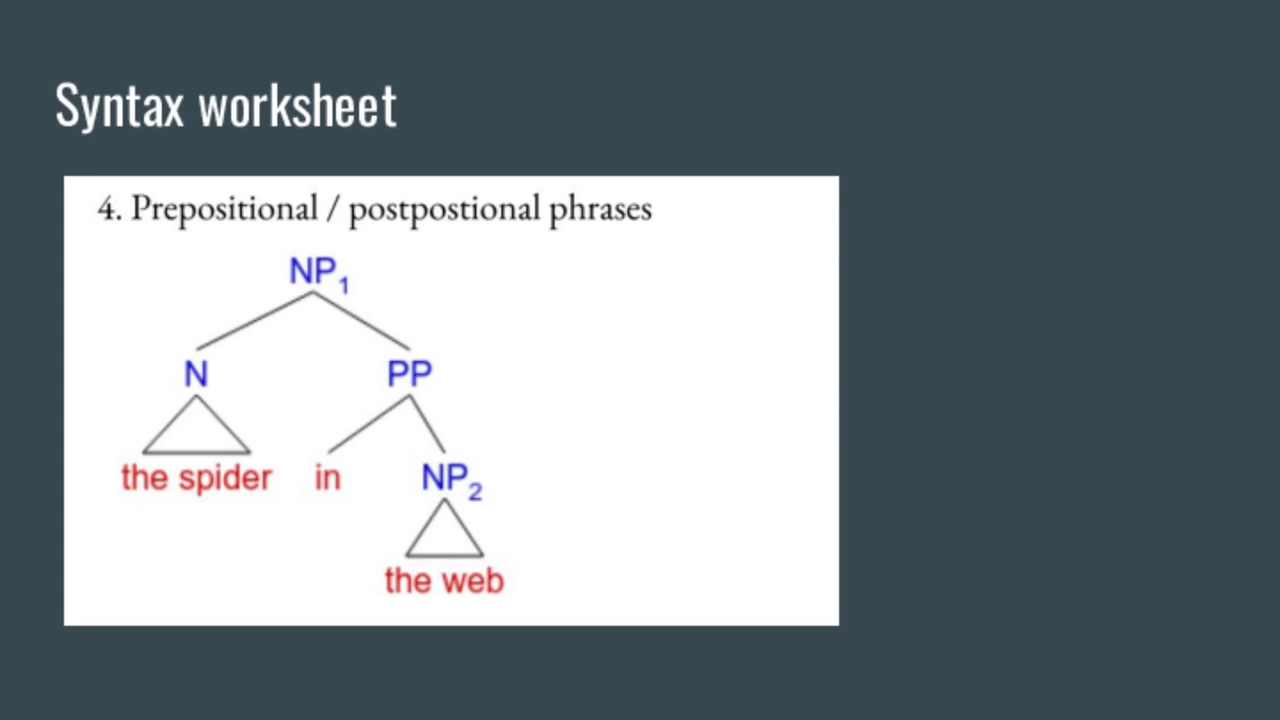 Syntax worksheet
4. Prepositional / postpostional phrases
NP1
N PP
the spider in NP2
the web